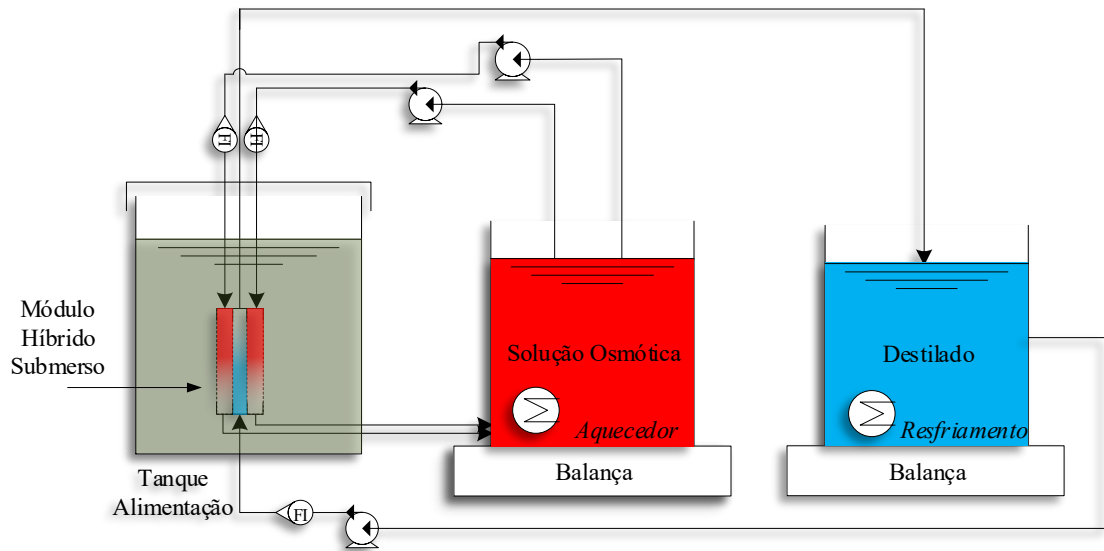 FI
FI
Módulo
Híbrido
Submerso
Solução Osmótica
Destilado
Aquecedor
Resfriamento
Balança
Balança
Tanque
Alimentação
FI